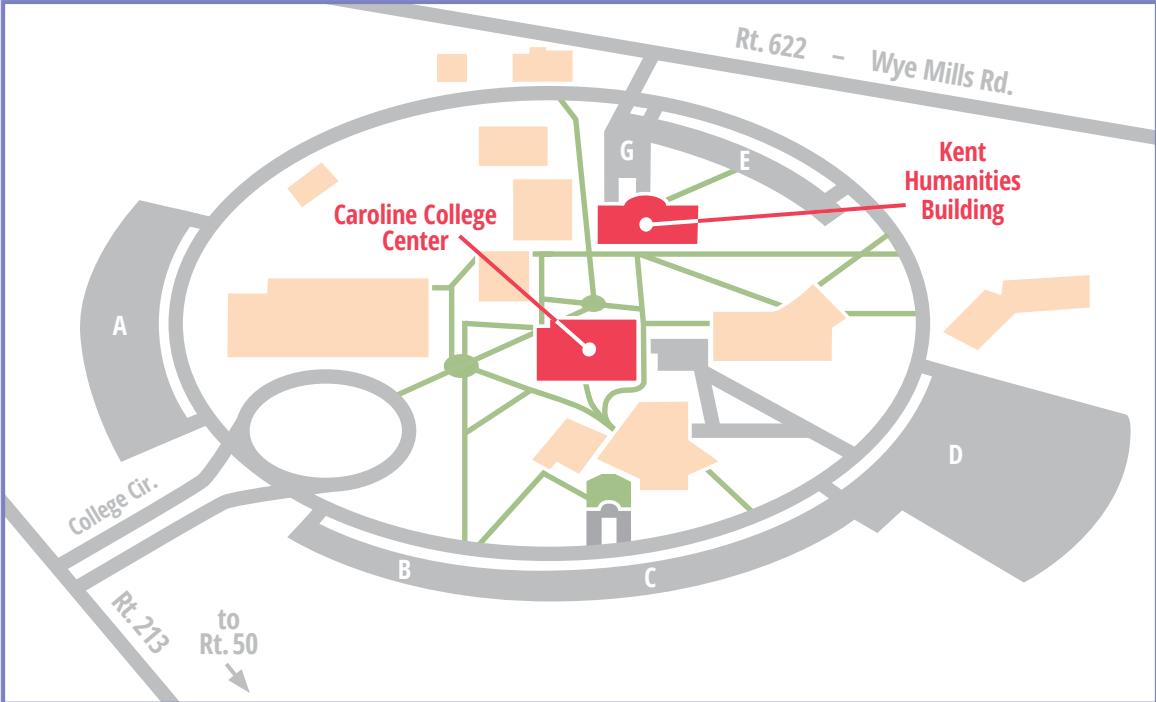 Rt. 622 – Wye Mills Rd.
G
E
Kent
Humanities
Building
Caroline College
Center
A
D
College Cir.
B
C
Rt. 213
to
Rt. 50